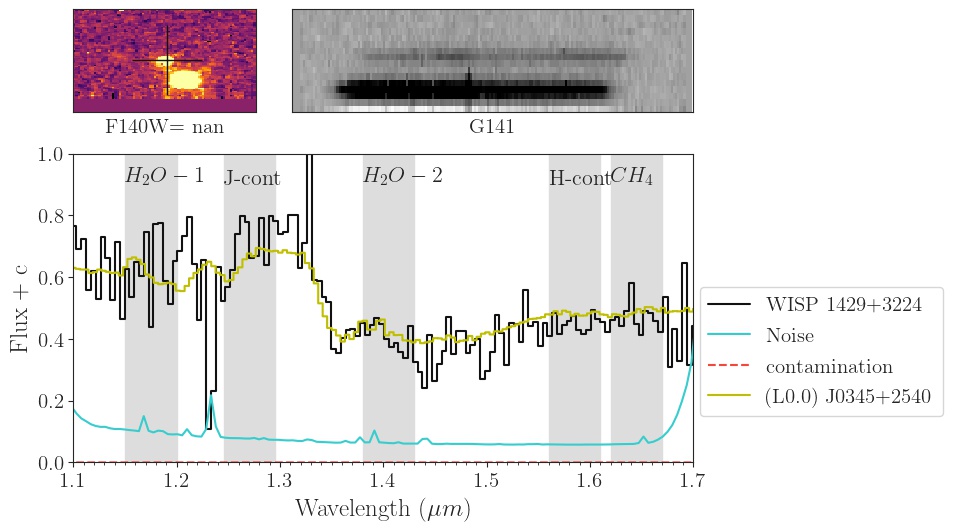 F140W= nan
G141
1.0
0.8
0.6
0.4
0.2
0.0
Flux + c
H₂O − 1
J-cont
H₂O − 2
H-cont
CH₄
1.1
1.2
1.3
1.4
1.5
1.6
1.7
Wavelength (μm)
WISP 1429+3224
Noise
contamination
(L0.0) J0345+2540